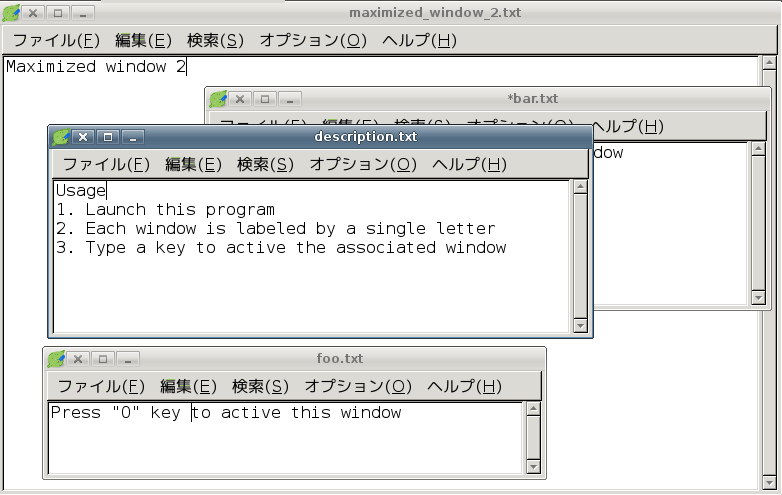 maximized_window_2.txt
ファイル(F) 編集(E) 検索(S) オプション(O) ヘルプ(H)
Maximized window 2
*bar.txt
ファイル(F) 編集(E) 検索(S) オプション(O) ヘルプ(H)
dow
description.txt
ファイル(F) 編集(E) 検索(S) オプション(O) ヘルプ(H)
Usage
1. Launch this program
2. Each window is labeled by a single letter
3. Type a key to active the associated window
foo.txt
ファイル(F) 編集(E) 検索(S) オプション(O) ヘルプ(H)
Press "O" key to active this window